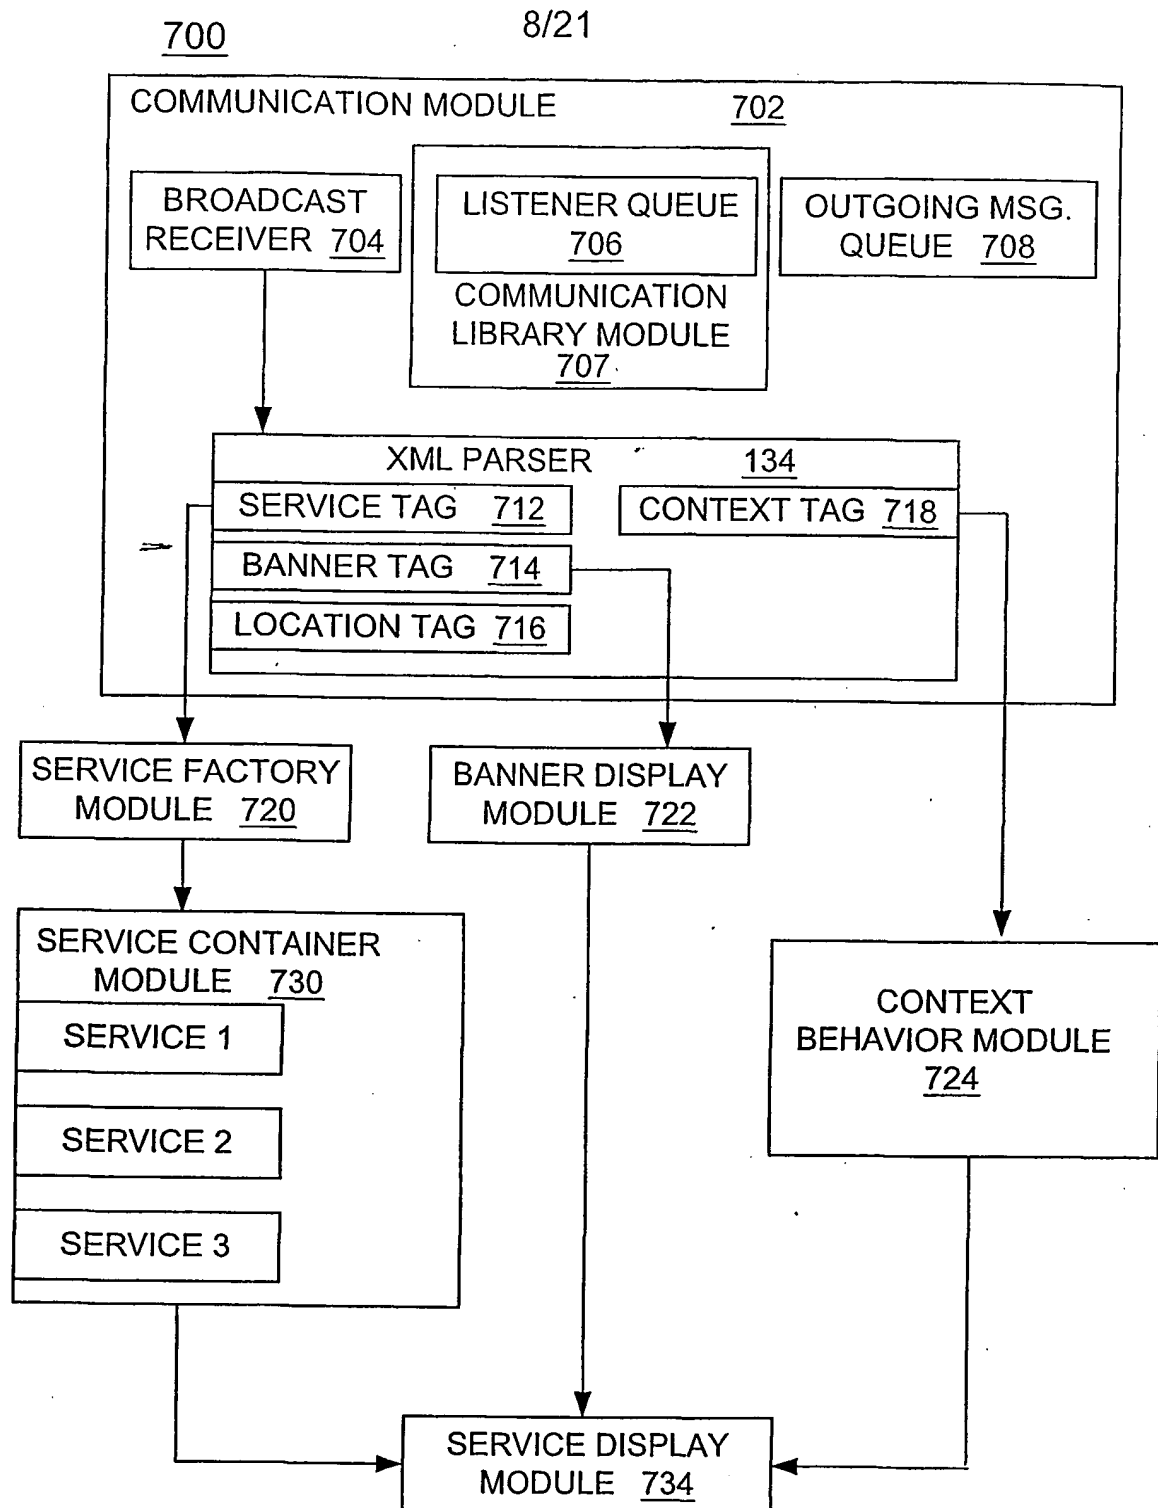 8/21
700
COMMUNICATION MODULE 702
BROADCAST
RECEIVER 704
LISTENER QUEUE
706
COMMUNICATION
LIBRARY MODULE
707
OUTGOING MSG.
QUEUE 708
XML PARSER 134
SERVICE TAG 712
CONTEXT TAG 718
BANNER TAG 714
LOCATION TAG 716
SERVICE FACTORY
MODULE 720
BANNER DISPLAY
MODULE 722
SERVICE CONTAINER
MODULE 730
SERVICE 1
SERVICE 2
SERVICE 3
CONTEXT
BEHAVIOR MODULE
724
SERVICE DISPLAY
MODULE 734